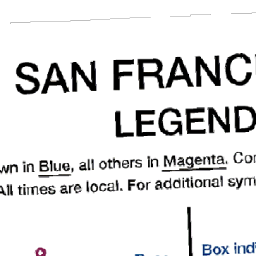 SAN FRANC
LEGEND
wn in Blue, all others in Magenta. Co
All times are local. For additional sym
Box ind